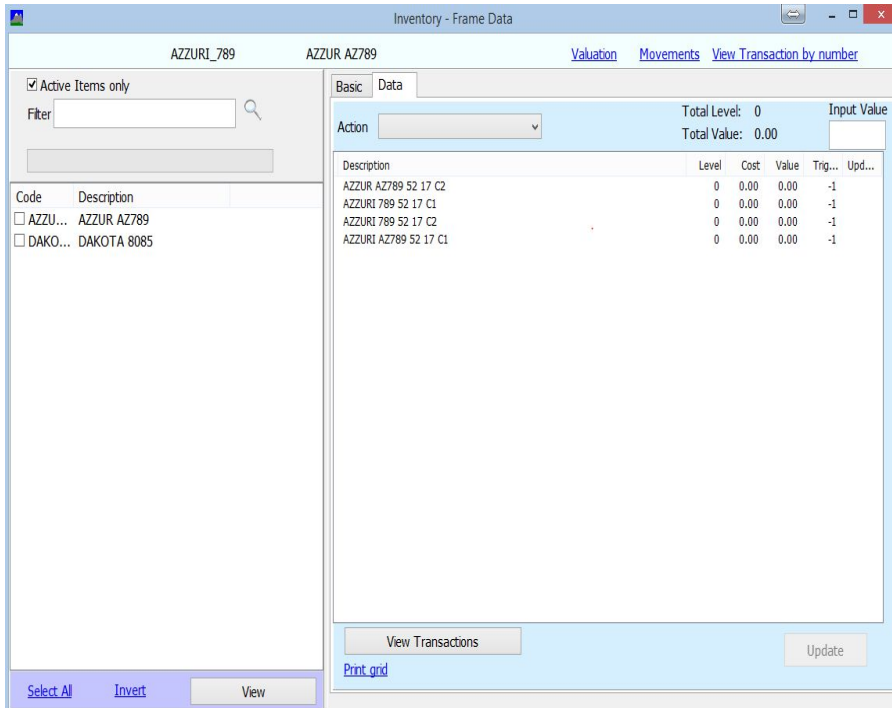 Inventory - Frame Data
AZZURI_789 AZZUR AZ789 Valuation Movements View Transaction by number
Active Items only
Filter
Code Description
AZZU... AZZUR AZ789
DAKO... DAKOTA 8085
Select All Invert View
Basic Data
Action Total Level: 0 Input Value
Total Value: 0.00
Description Level Cost Value Trig... Upd...
AZZUR AZ789 52 17 C2 0 0.00 0.00 -1
AZZURI 789 52 17 C1 0 0.00 0.00 -1
AZZURI 789 52 17 C2 0 0.00 0.00 -1
AZZURI AZ789 52 17 C1 0 0.00 0.00 -1
View Transactions
Update
Print grid